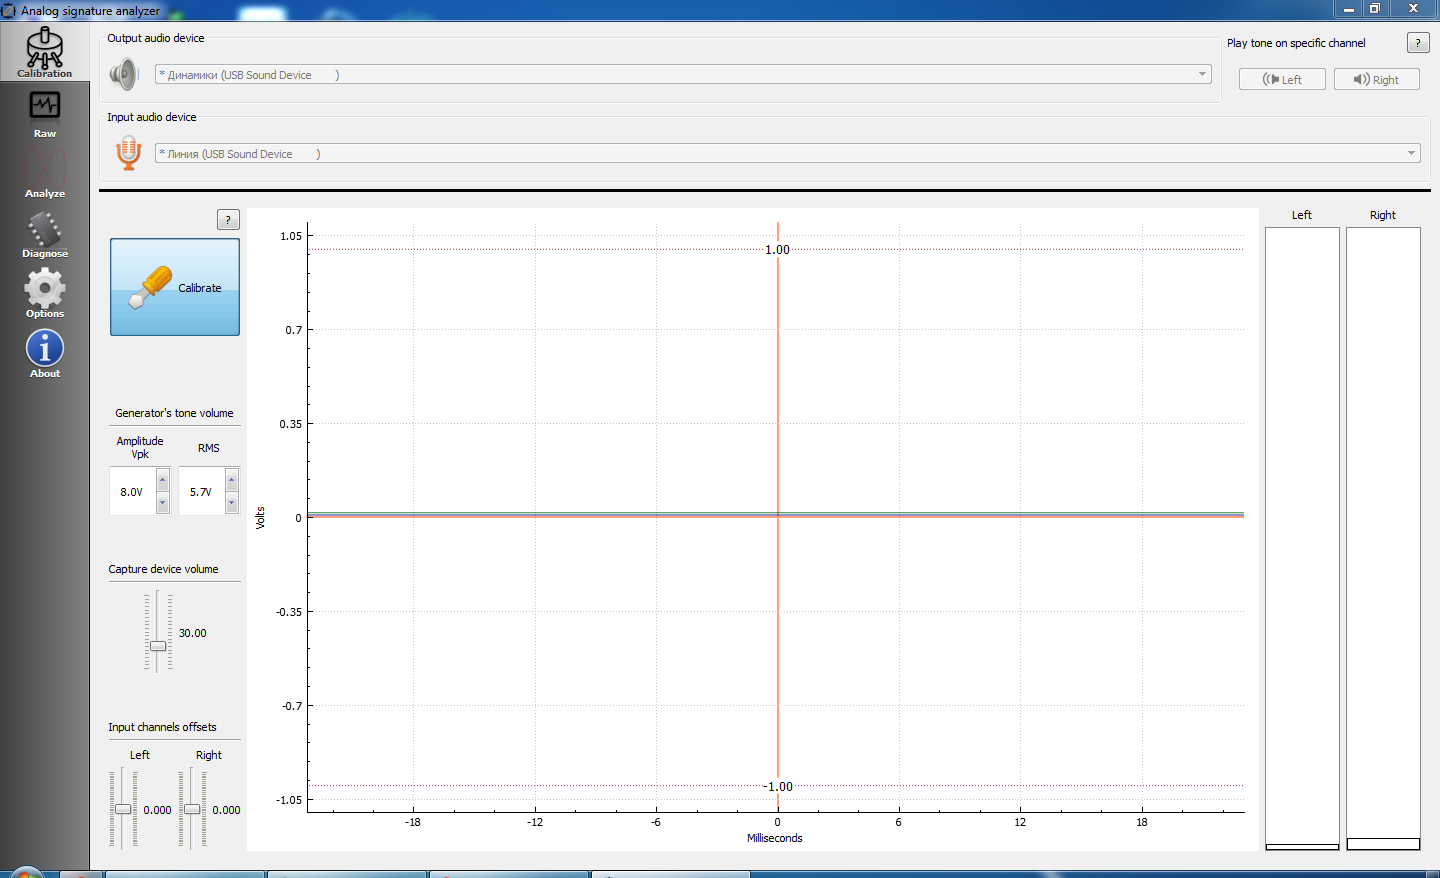 Analog signature analyzer
Calibration
Raw
Analyze
Diagnose
Options
About
Output audio device
* Динамики (USB Sound Device        )
Play tone on specific channel
?
Left
Right
Input audio device
* Линия (USB Sound Device        )
?
Calibrate
Generator's tone volume
Amplitude
Vpk
RMS
8.0V
5.7V
Capture device volume
30.00
Input channels offsets
Left
Right
0.000
0.000
Volts
1.05
0.7
0.35
0
-0.35
-0.7
-1.05
1.00
-1.00
-18
-12
-6
0
6
12
18
Milliseconds
Left
Right